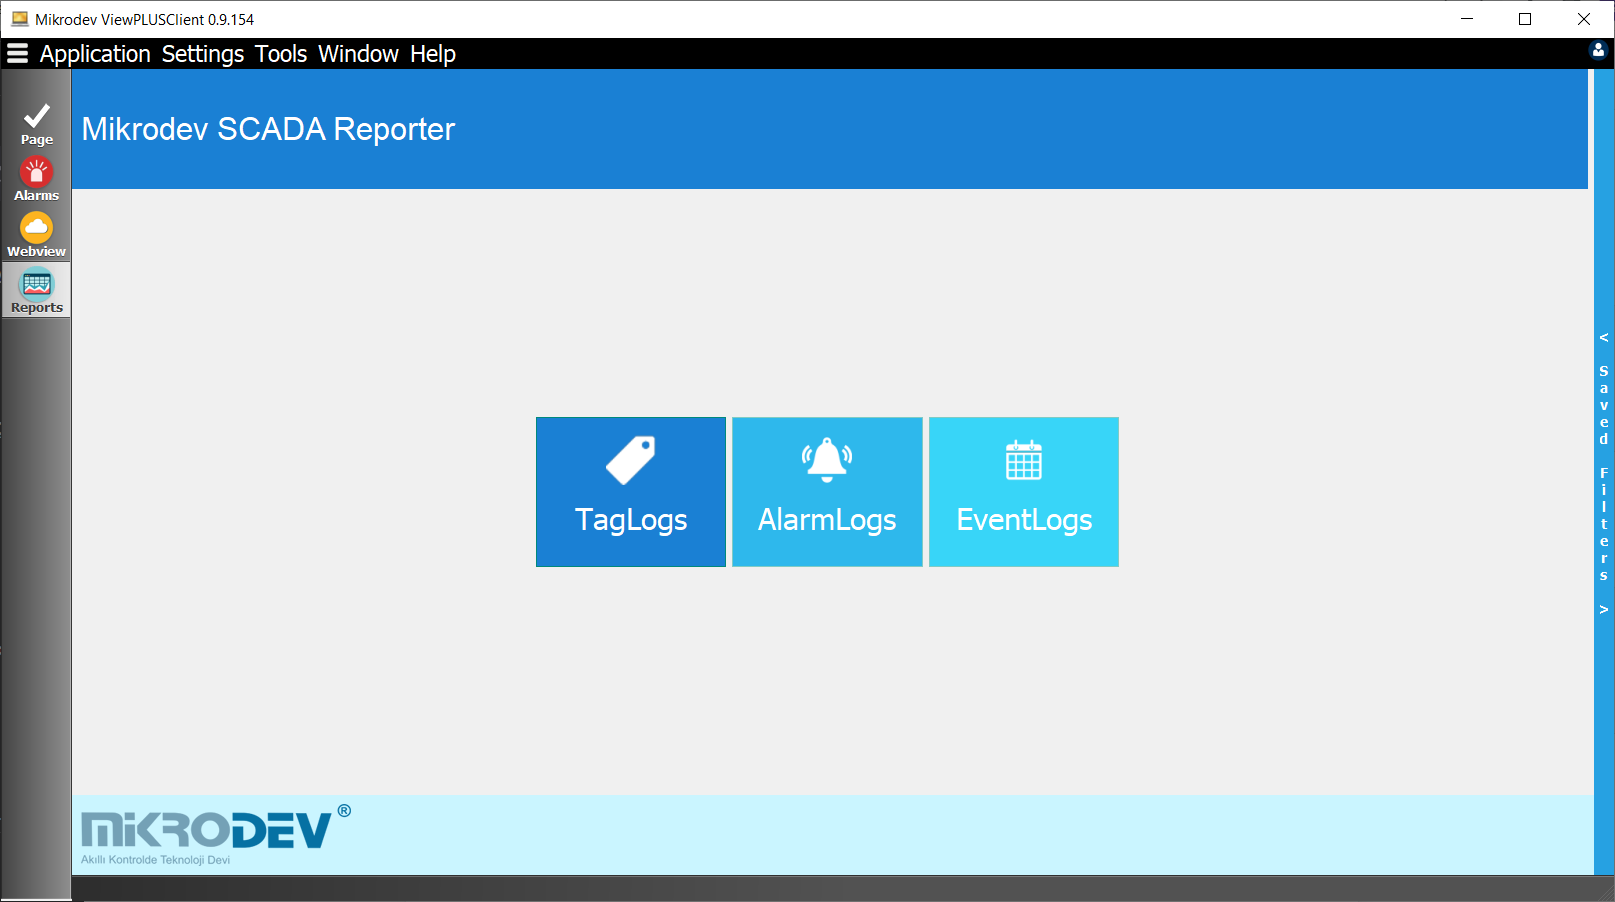 Mikrodev ViewPLUSClient 0.9.154
Application Settings Tools Window Help
Page
Alarms
Webview
Reports
Mikrodev SCADA Reporter
TagLogs
AlarmLogs
EventLogs
< Saved Filters >
MiKRODEV ®
Akıllı Kontrolde Teknoloji Devi